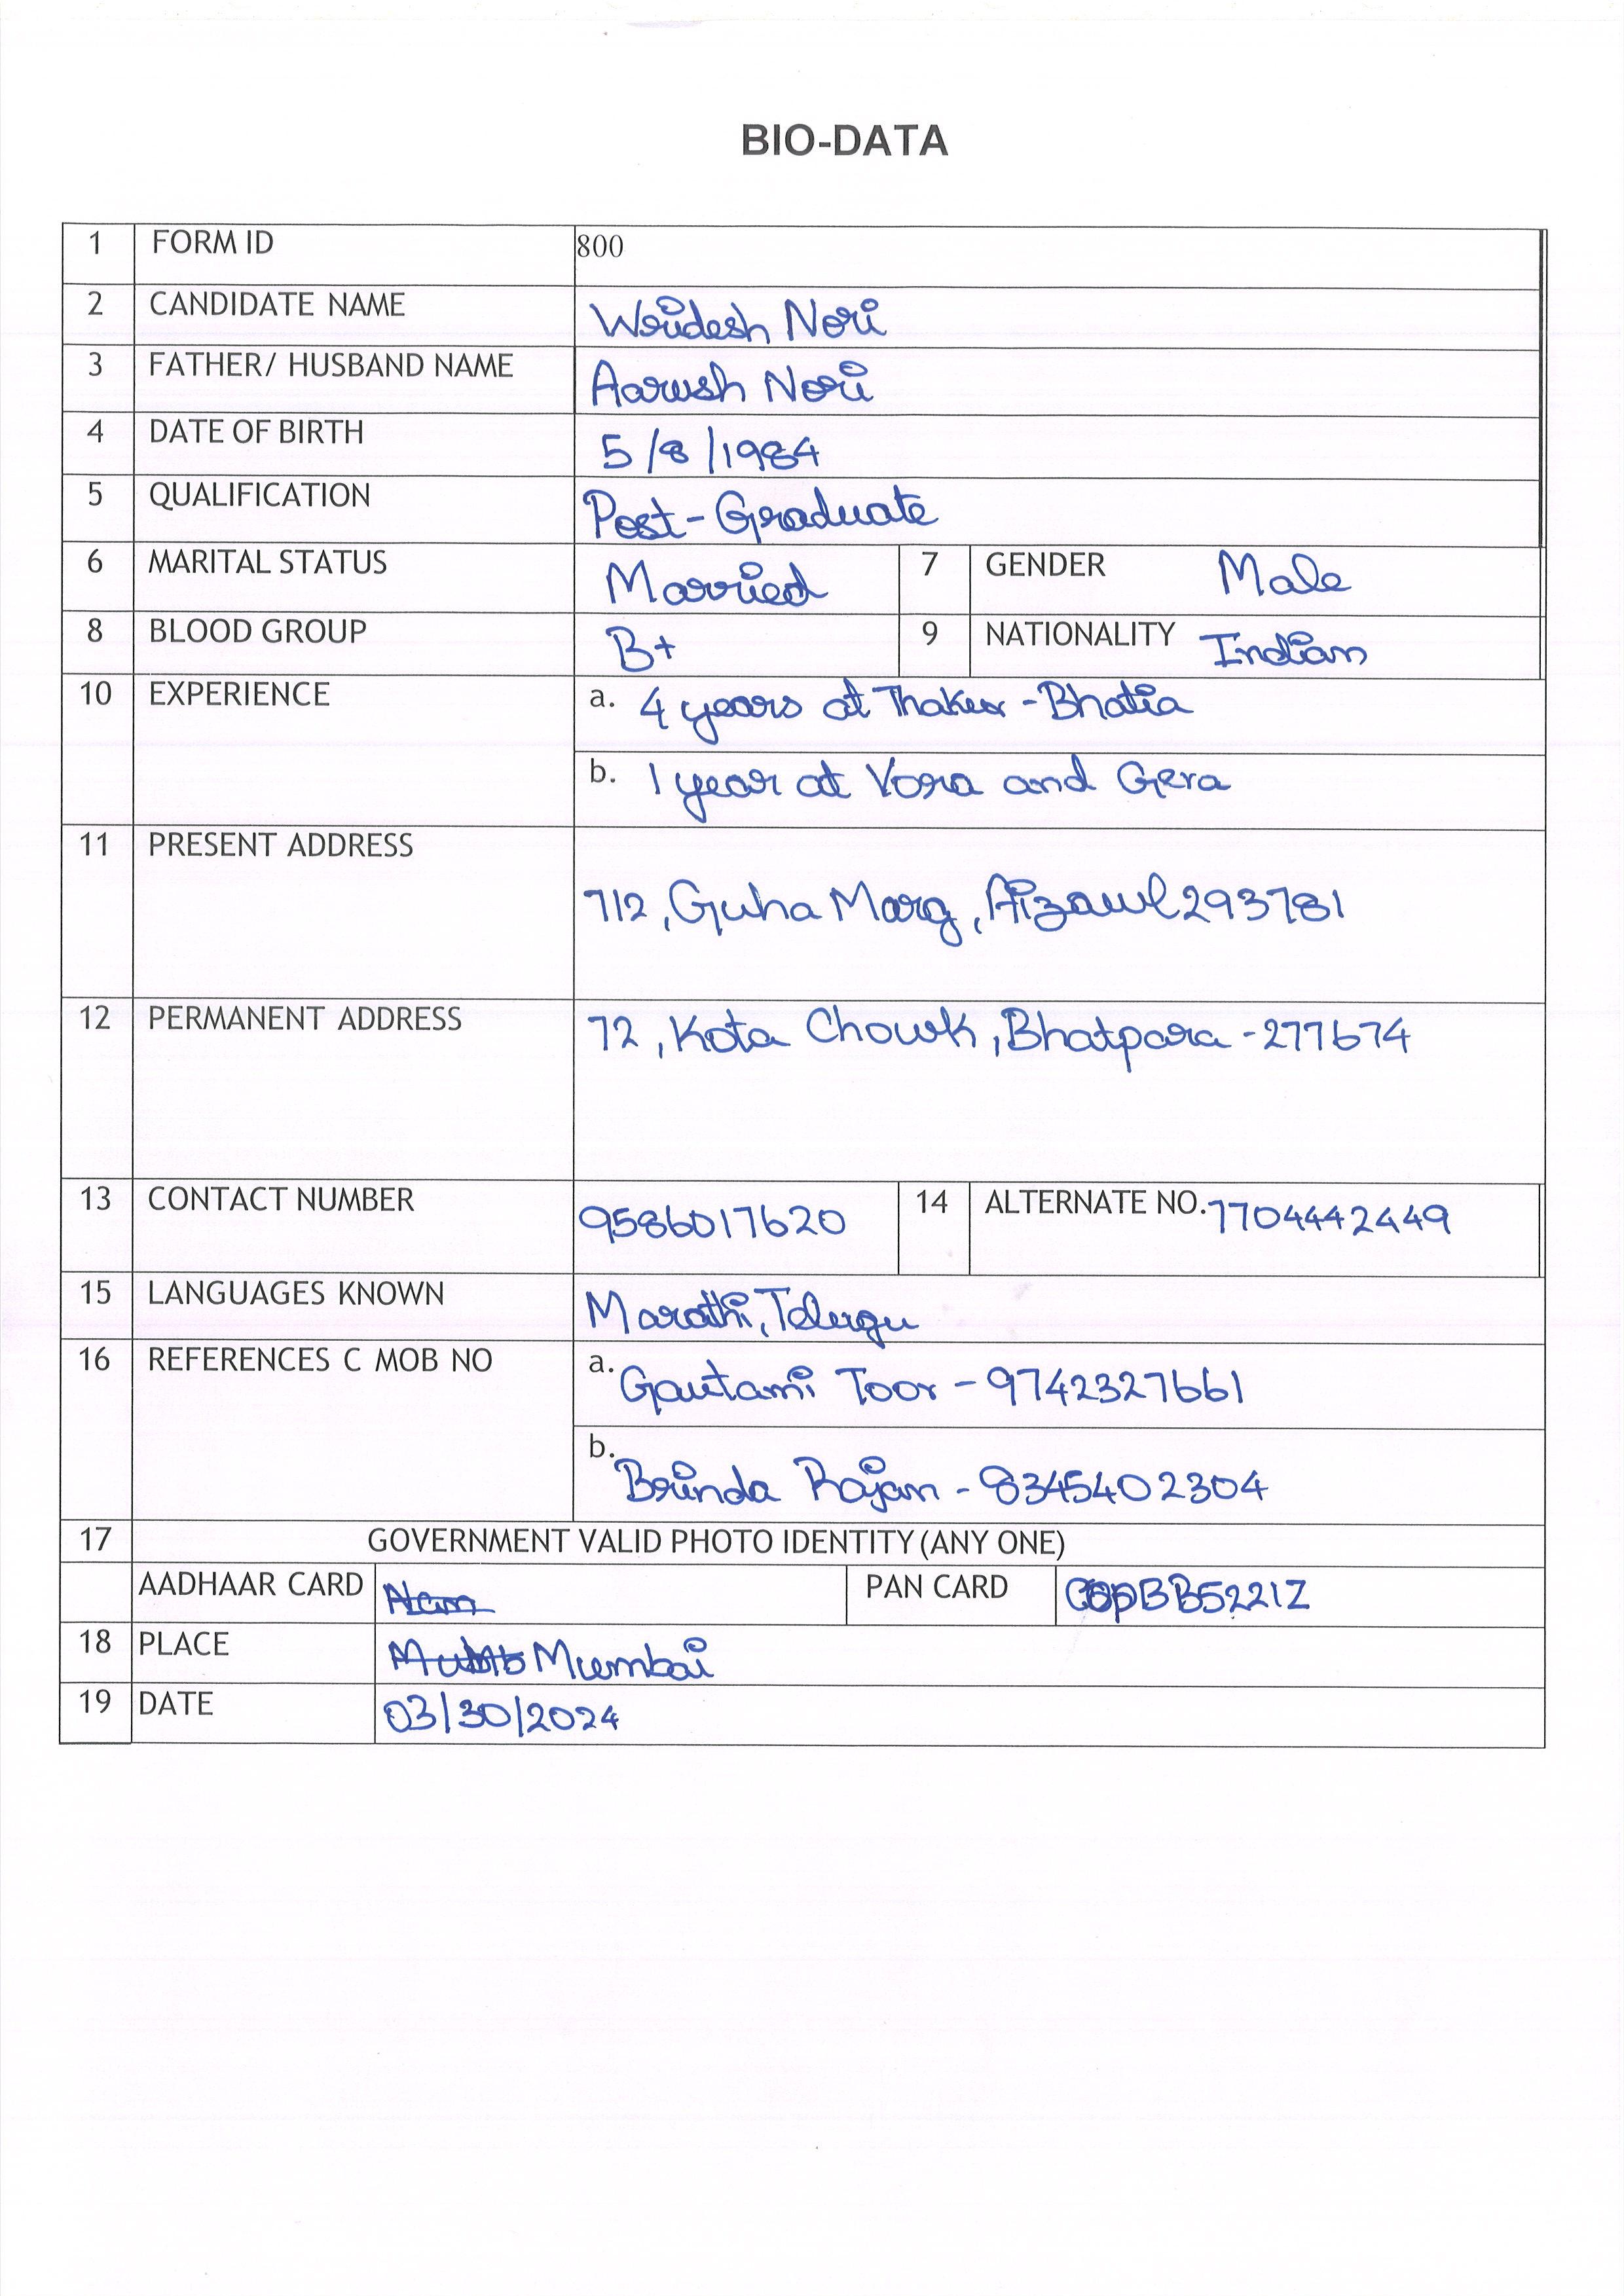 BIO-DATA
1 FORM ID 800
2 CANDIDATE NAME Wridesh Nori
3 FATHER/ HUSBAND NAME Aarush Nori
4 DATE OF BIRTH 5/8/1984
5 QUALIFICATION Post-Graduate
6 MARITAL STATUS Married 7 GENDER Male
8 BLOOD GROUP B+ 9 NATIONALITY Indian
10 EXPERIENCE a. 4 years at Thaker-Bhatia
b. 1 year at Vora and Gera
11 PRESENT ADDRESS
712, Guha Marg, Aizawl 293781
12 PERMANENT ADDRESS 72, Kota Chowk, Bhatpara -277674
13 CONTACT NUMBER 9586017620 14 ALTERNATE NO. 7704442449
15 LANGUAGES KNOWN Marathi, Telugu
16 REFERENCES C MOB NO a. Gautami Toor - 9742327661
b. Brinda Rajan - 8345402304
17 GOVERNMENT VALID PHOTO IDENTITY (ANY ONE)
AADHAAR CARD PAN CARD
18 PLACE Mumbai
19 DATE 03/30/2024